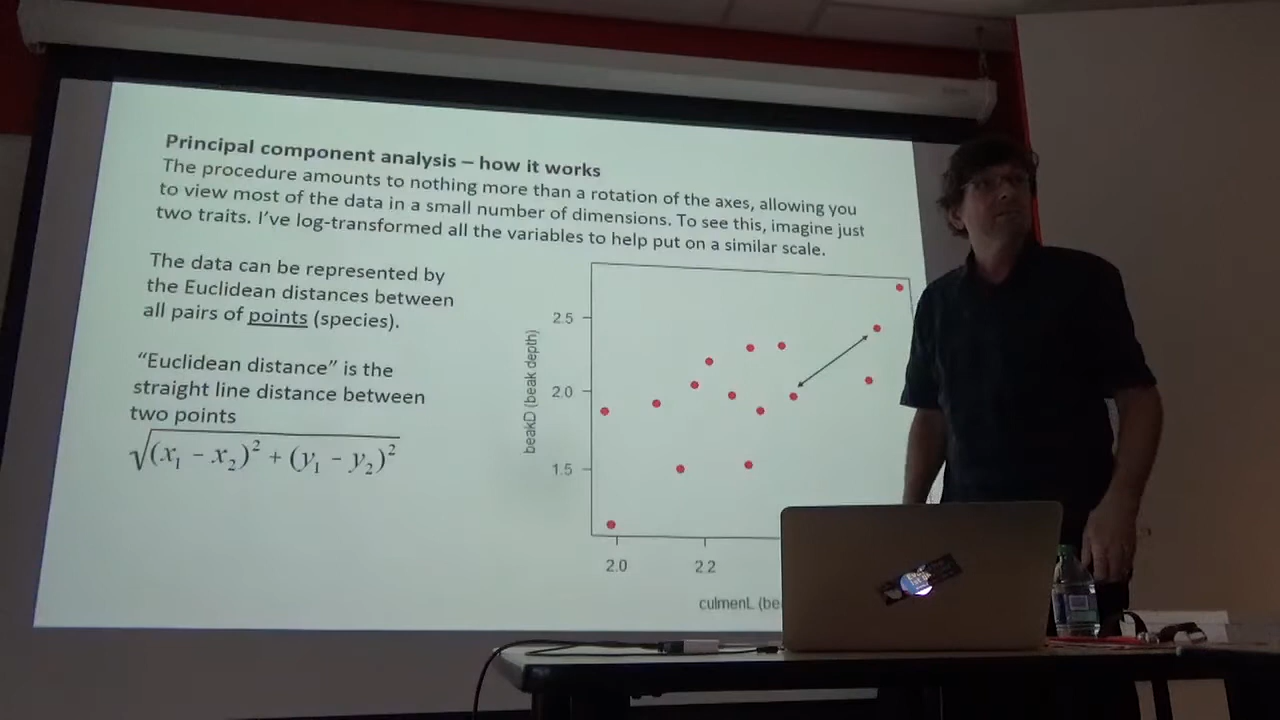 Principal component analysis – how it works
The procedure amounts to nothing more than a rotation of the axes, allowing you
to view most of the data in a small number of dimensions. To see this, imagine just
two traits. I’ve log-transformed all the variables to help put on a similar scale.
The data can be represented by
the Euclidean distances between
all pairs of points (species).
“Euclidean distance” is the
straight line distance between
two points
√(x₁ - x₂)² + (y₁ - y₂)²
beakD (beak depth)
2.5
2.0
1.5
2.0 2.2
culmenL (be